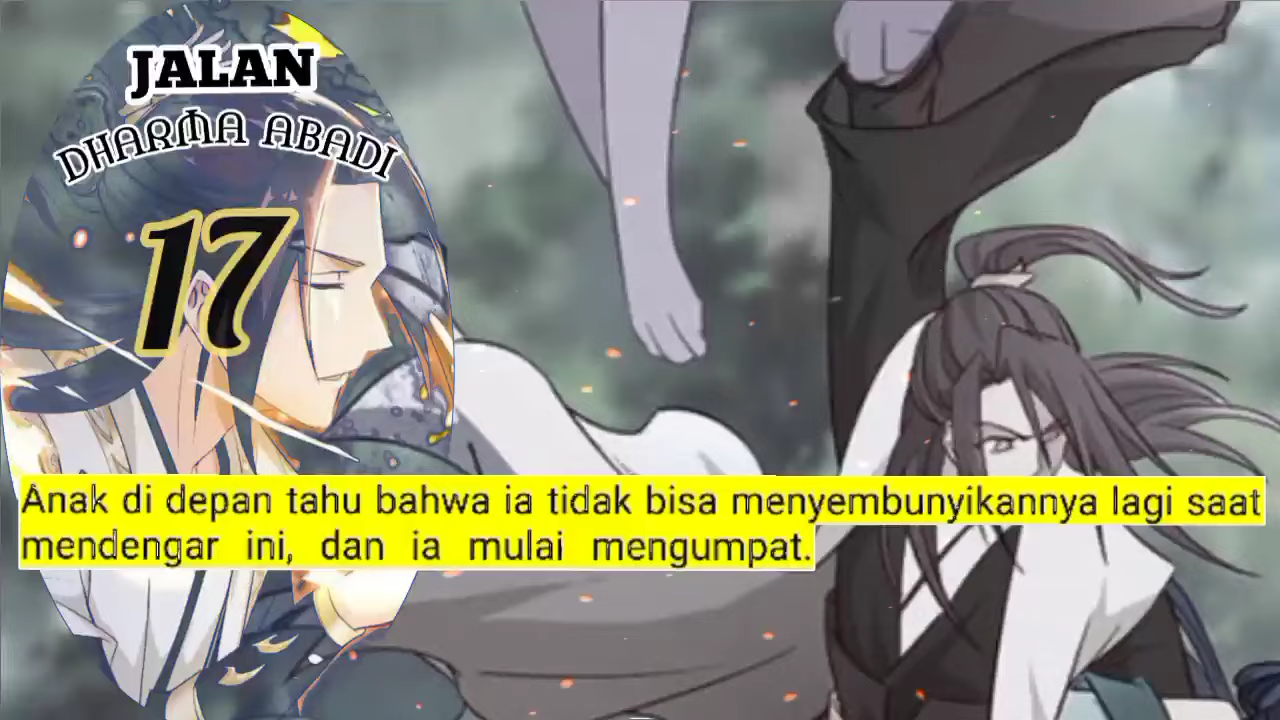 JALAN
DHARMA ABADI
17
Anak di depan tahu bahwa ia tidak bisa menyembunyikannya lagi saat
mendengar ini, dan ia mulai mengumpat.